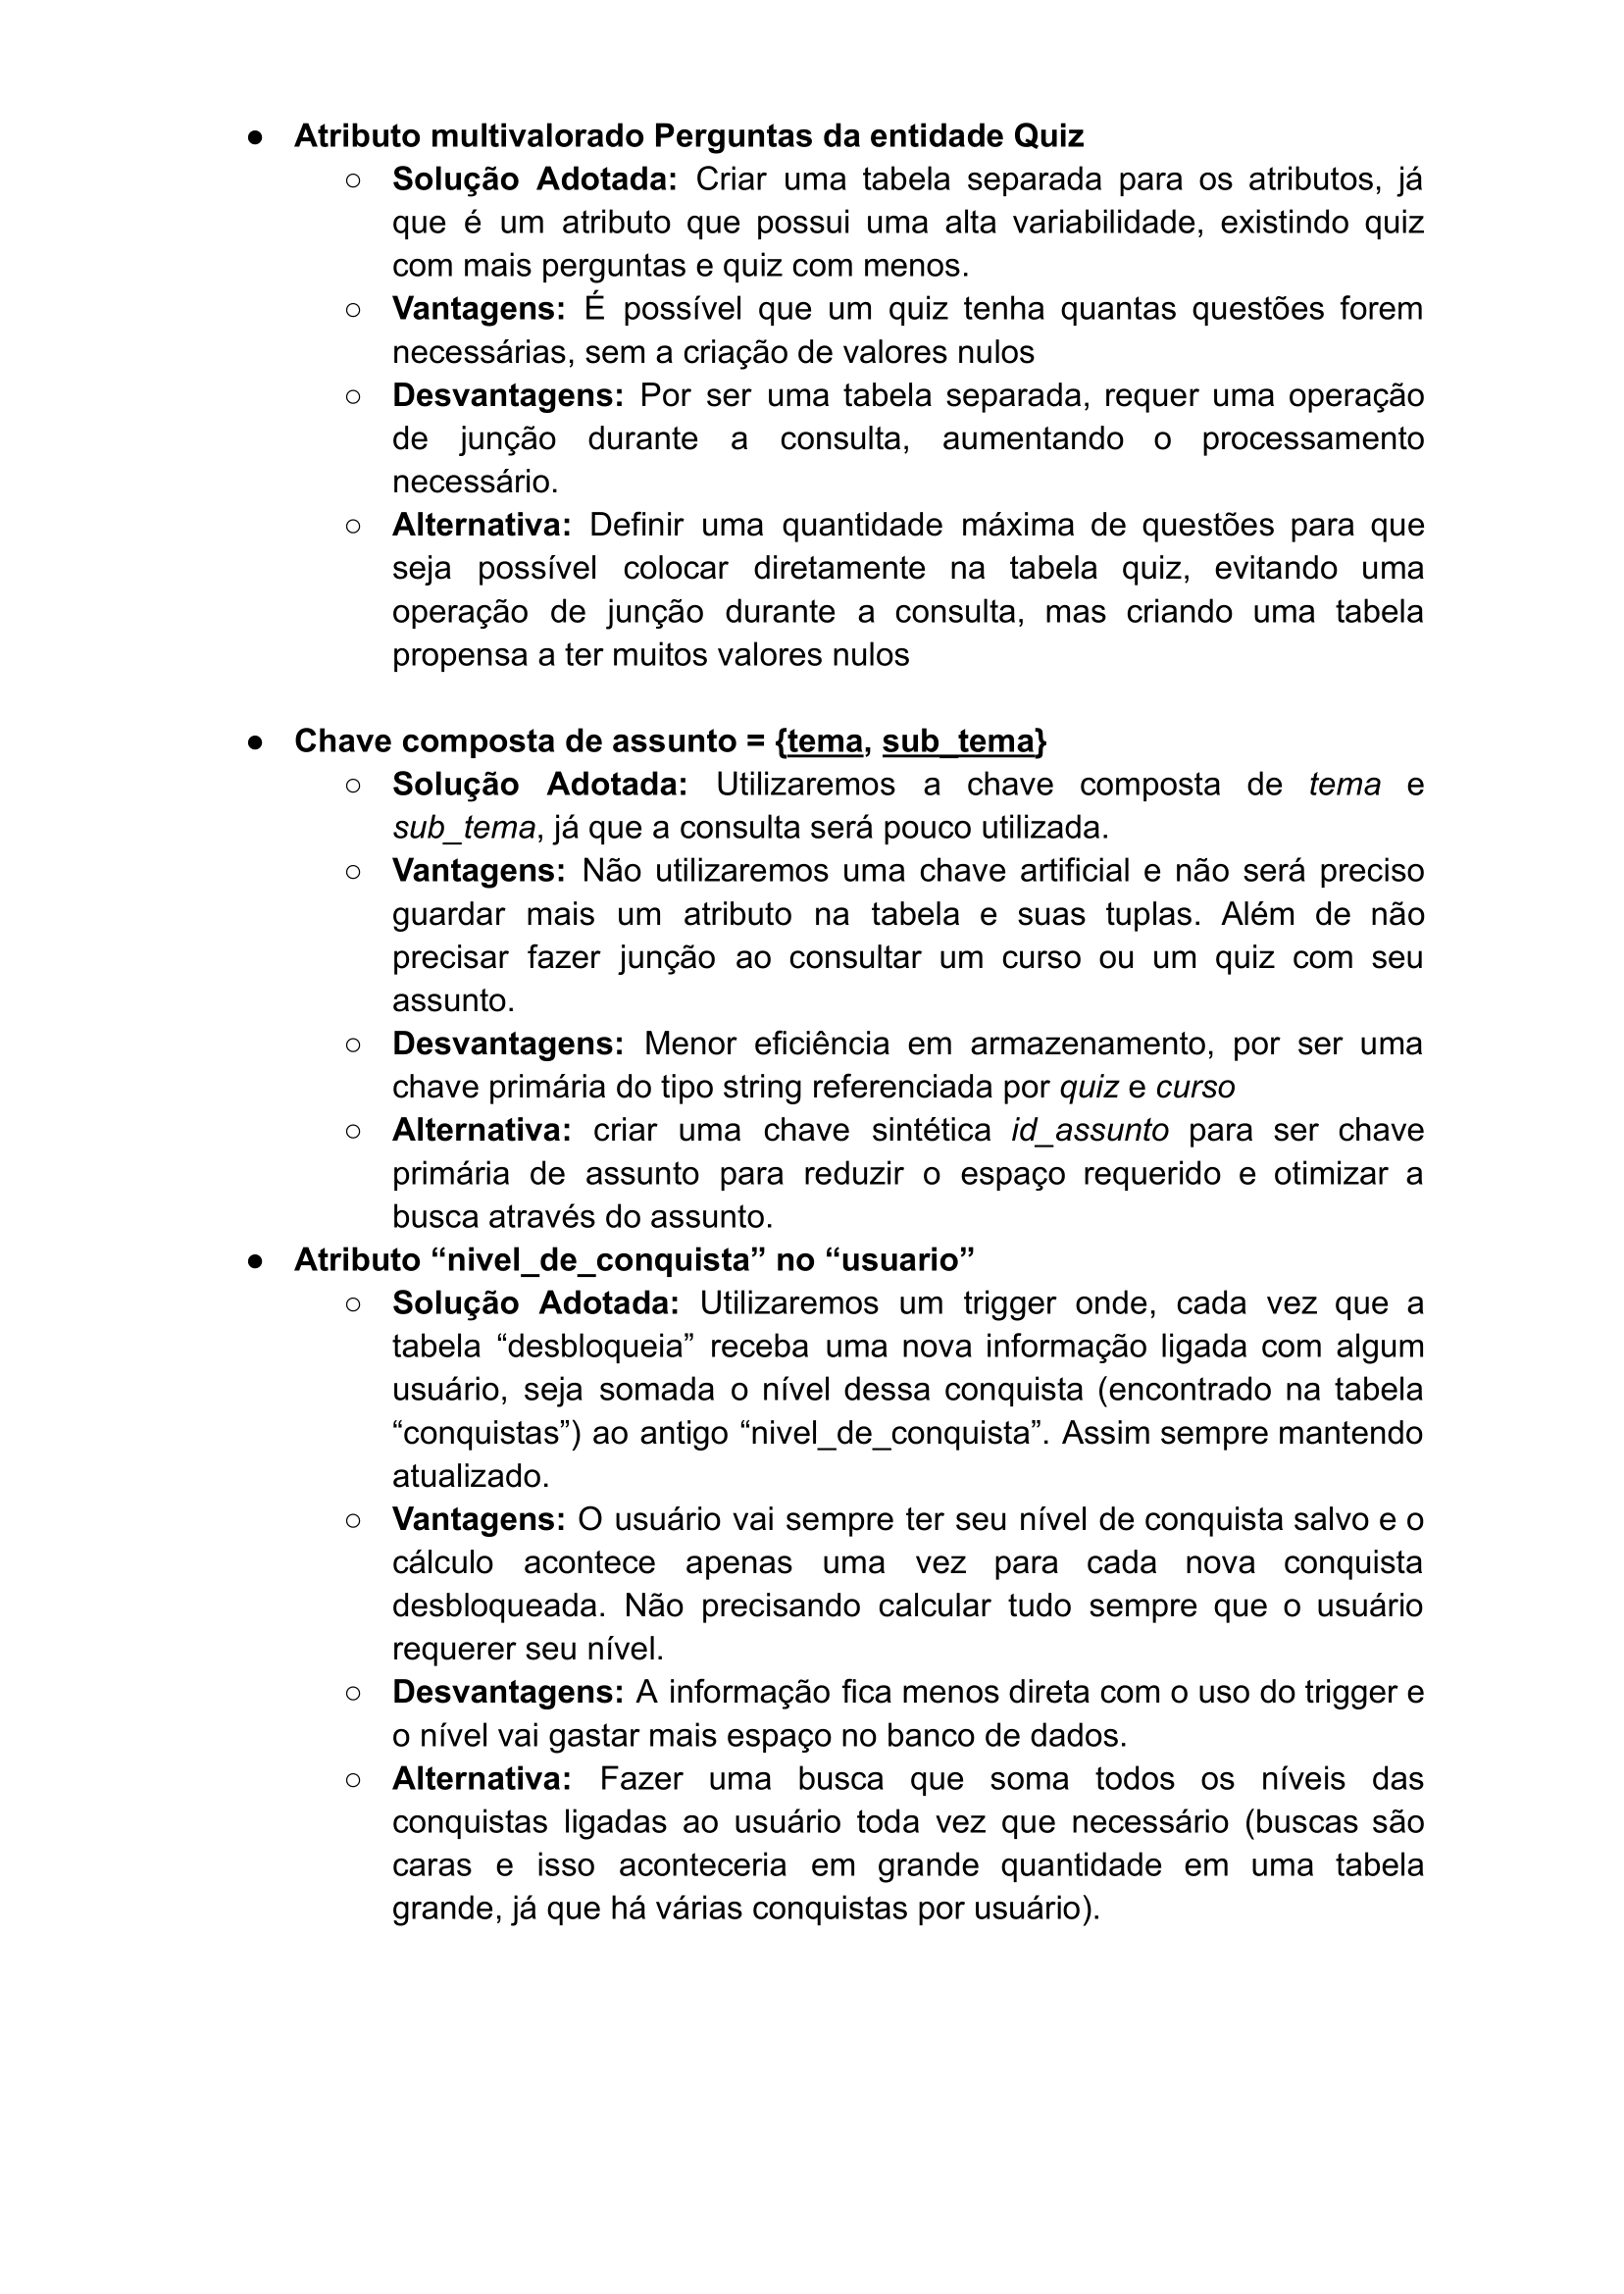 ● Atributo multivalorado Perguntas da entidade Quiz
○ Solução Adotada: Criar uma tabela separada para os atributos, já
que é um atributo que possui uma alta variabilidade, existindo quiz
com mais perguntas e quiz com menos.
○ Vantagens: É possível que um quiz tenha quantas questões forem
necessárias, sem a criação de valores nulos
○ Desvantagens: Por ser uma tabela separada, requer uma operação
de junção durante a consulta, aumentando o processamento
necessário.
○ Alternativa: Definir uma quantidade máxima de questões para que
seja possível colocar diretamente na tabela quiz, evitando uma
operação de junção durante a consulta, mas criando uma tabela
propensa a ter muitos valores nulos
● Chave composta de assunto = {tema, sub_tema}
○ Solução Adotada: Utilizaremos a chave composta de tema e
sub_tema, já que a consulta será pouco utilizada.
○ Vantagens: Não utilizaremos uma chave artificial e não será preciso
guardar mais um atributo na tabela e suas tuplas. Além de não
precisar fazer junção ao consultar um curso ou um quiz com seu
assunto.
○ Desvantagens: Menor eficiência em armazenamento, por ser uma
chave primária do tipo string referenciada por quiz e curso
○ Alternativa: criar uma chave sintética id_assunto para ser chave
primária de assunto para reduzir o espaço requerido e otimizar a
busca através do assunto.
● Atributo “nivel_de_conquista” no “usuario”
○ Solução Adotada: Utilizaremos um trigger onde, cada vez que a
tabela “desbloqueia” receba uma nova informação ligada com algum
usuário, seja somada o nível dessa conquista (encontrado na tabela
“conquistas”) ao antigo “nivel_de_conquista”. Assim sempre mantendo
atualizado.
○ Vantagens: O usuário vai sempre ter seu nível de conquista salvo e o
cálculo acontece apenas uma vez para cada nova conquista
desbloqueada. Não precisando calcular tudo sempre que o usuário
requerer seu nível.
○ Desvantagens: A informação fica menos direta com o uso do trigger e
o nível vai gastar mais espaço no banco de dados.
○ Alternativa: Fazer uma busca que soma todos os níveis das
conquistas ligadas ao usuário toda vez que necessário (buscas são
caras e isso aconteceria em grande quantidade em uma tabela
grande, já que há várias conquistas por usuário).